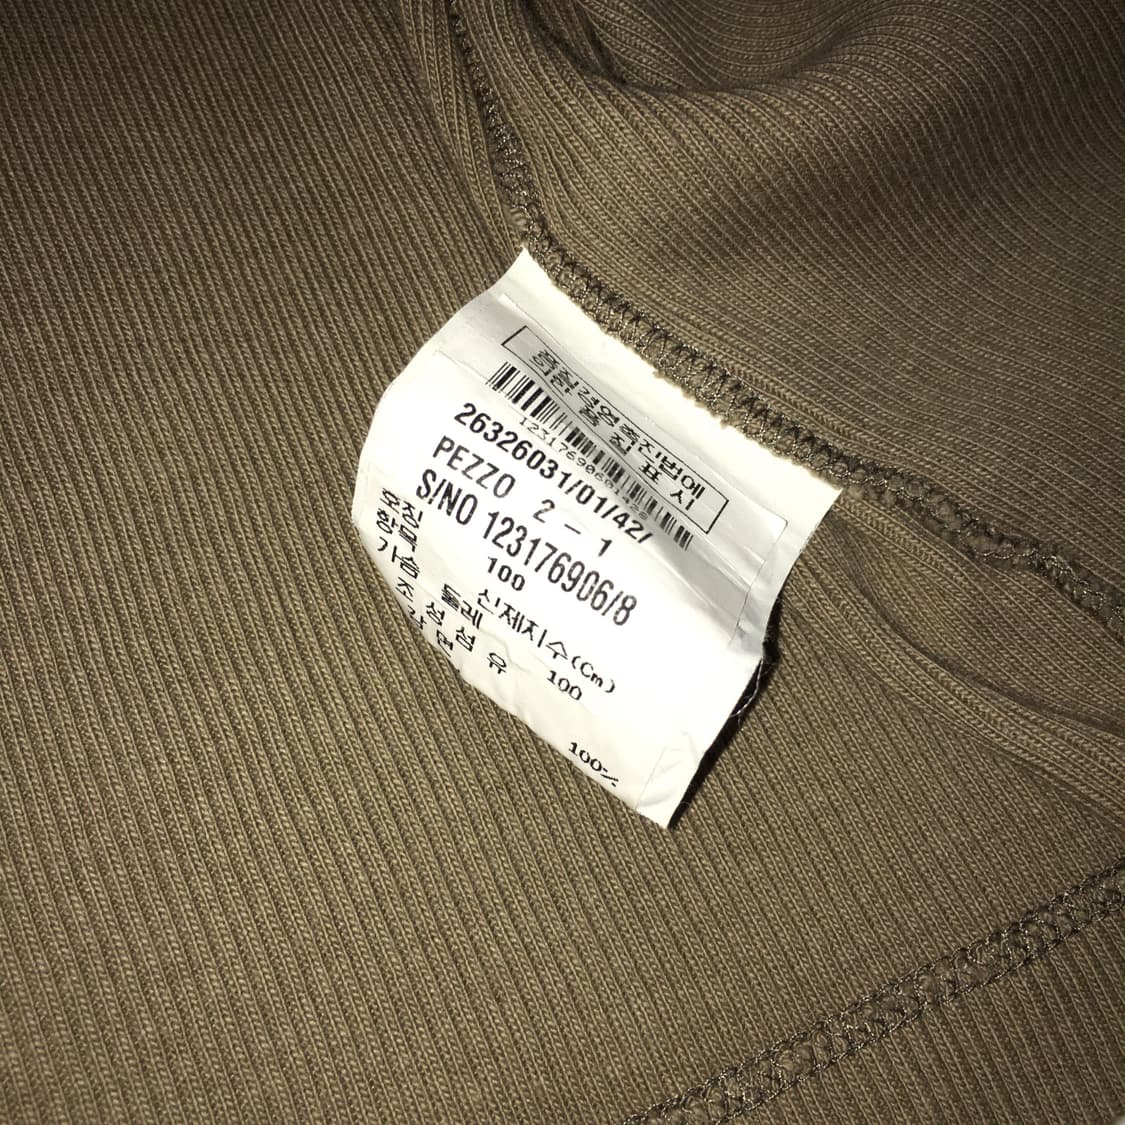 품질경영촉진법에
의한 품 질 표 시
1231769060142
26326031/01/42/
PEZZO 2 - 1
S/NO 123176906/8
호칭 100
항목 신체치수(Cm)
가슴 둘레 100
조 성 섬 유
면 100%